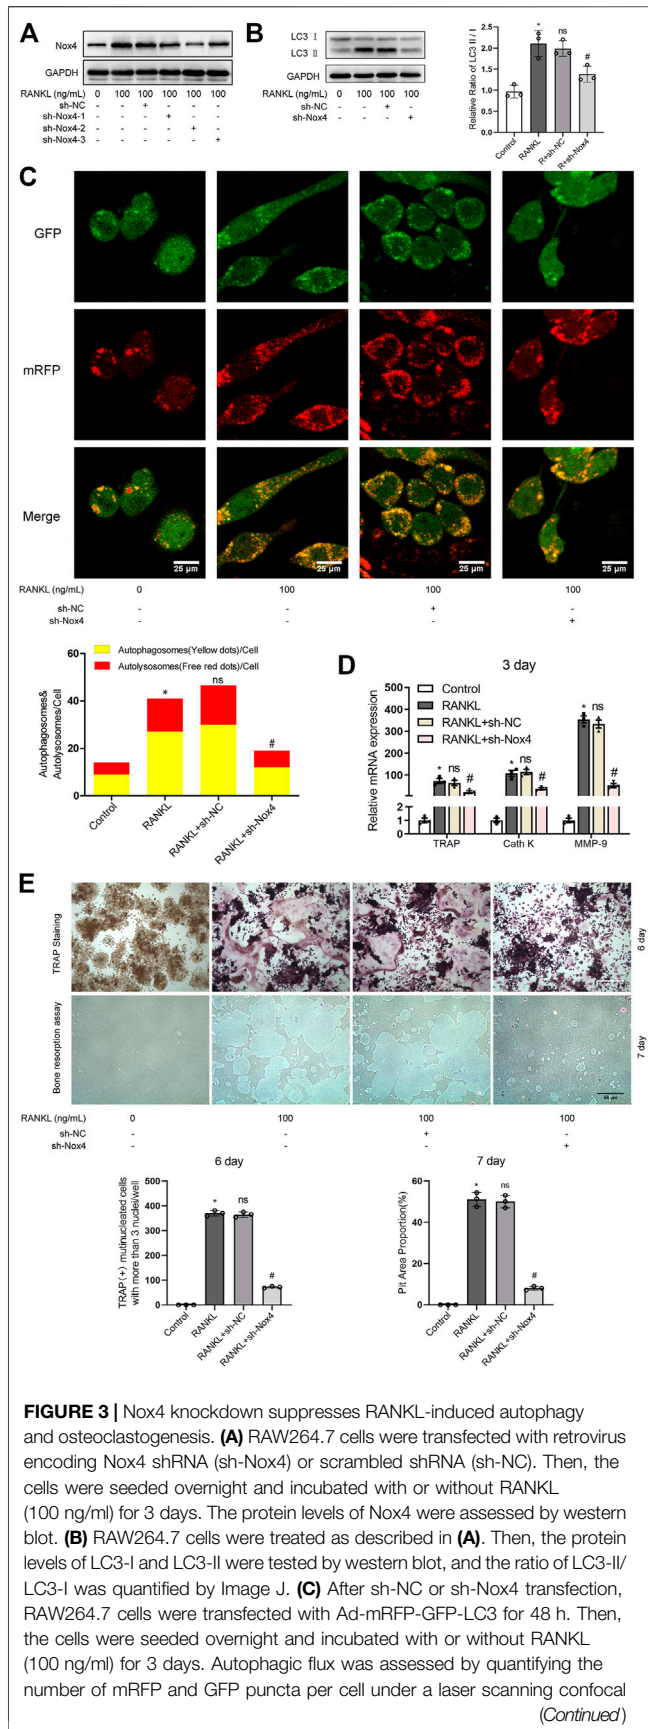 A
Nox4
GAPDH
RANKL (ng/mL) 0 100 100 100 100 100
sh-NC - - + - - -
sh-Nox4-1 - - - + - -
sh-Nox4-2 - - - - + -
sh-Nox4-3 - - - - - +
B
LC3 Ⅰ
LC3 Ⅱ
GAPDH
RANKL (ng/mL) 0 100 100 100
sh-NC - - + -
sh-Nox4 - - - +
Relative Ratio of LC3 II / I
2.5
2.0
1.5
1.0
0.5
0.0
* ns #
Control
RANKL
R+sh-NC
R+sh-Nox4
C
GFP
mRFP
Merge
25 μm 25 μm 25 μm 25 μm
RANKL (ng/mL) 0 100 100 100
sh-NC - - + -
sh-Nox4 - - - +
Autophagosomes(Yellow dots)/Cell
Autolysosomes(Free red dots)/Cell
Autophagosomes&
Autolysosomes/Cell
60
40
20
0
* ns #
Control
RANKL
RANKL+sh-NC
RANKL+sh-Nox4
D
3 day
Control
RANKL
RANKL+sh-NC
RANKL+sh-Nox4
Relative mRNA expression
500
400
300
200
100
2
1
0
* ns # * ns # * ns #
TRAP Cath K MMP-9
E
TRAP Staining
6 day
Bone resorption assay
7 day
RANKL (ng/mL) 0 100 100 100
sh-NC - - + -
sh-Nox4 - - - +
6 day
TRAP(+) mutinucleated cells
with more than 3 nuclei/well
500
400
300
200
100
0
* ns #
Control
RANKL
RANKL+sh-NC
RANKL+sh-Nox4
7 day
Pit Area Proportion(%)
60
40
20
0
* ns #
Control
RANKL
RANKL+sh-NC
RANKL+sh-Nox4
FIGURE 3 | Nox4 knockdown suppresses RANKL-induced autophagy
and osteoclastogenesis. (A) RAW264.7 cells were transfected with retrovirus
encoding Nox4 shRNA (sh-Nox4) or scrambled shRNA (sh-NC). Then, the
cells were seeded overnight and incubated with or without RANKL
(100 ng/ml) for 3 days. The protein levels of Nox4 were assessed by western
blot. (B) RAW264.7 cells were treated as described in (A). Then, the protein
levels of LC3-I and LC3-II were tested by western blot, and the ratio of LC3-II/
LC3-I was quantified by Image J. (C) After sh-NC or sh-Nox4 transfection,
RAW264.7 cells were transfected with Ad-mRFP-GFP-LC3 for 48 h. Then,
the cells were seeded overnight and incubated with or without RANKL
(100 ng/ml) for 3 days. Autophagic flux was assessed by quantifying the
number of mRFP and GFP puncta per cell under a laser scanning confocal
(Continued)